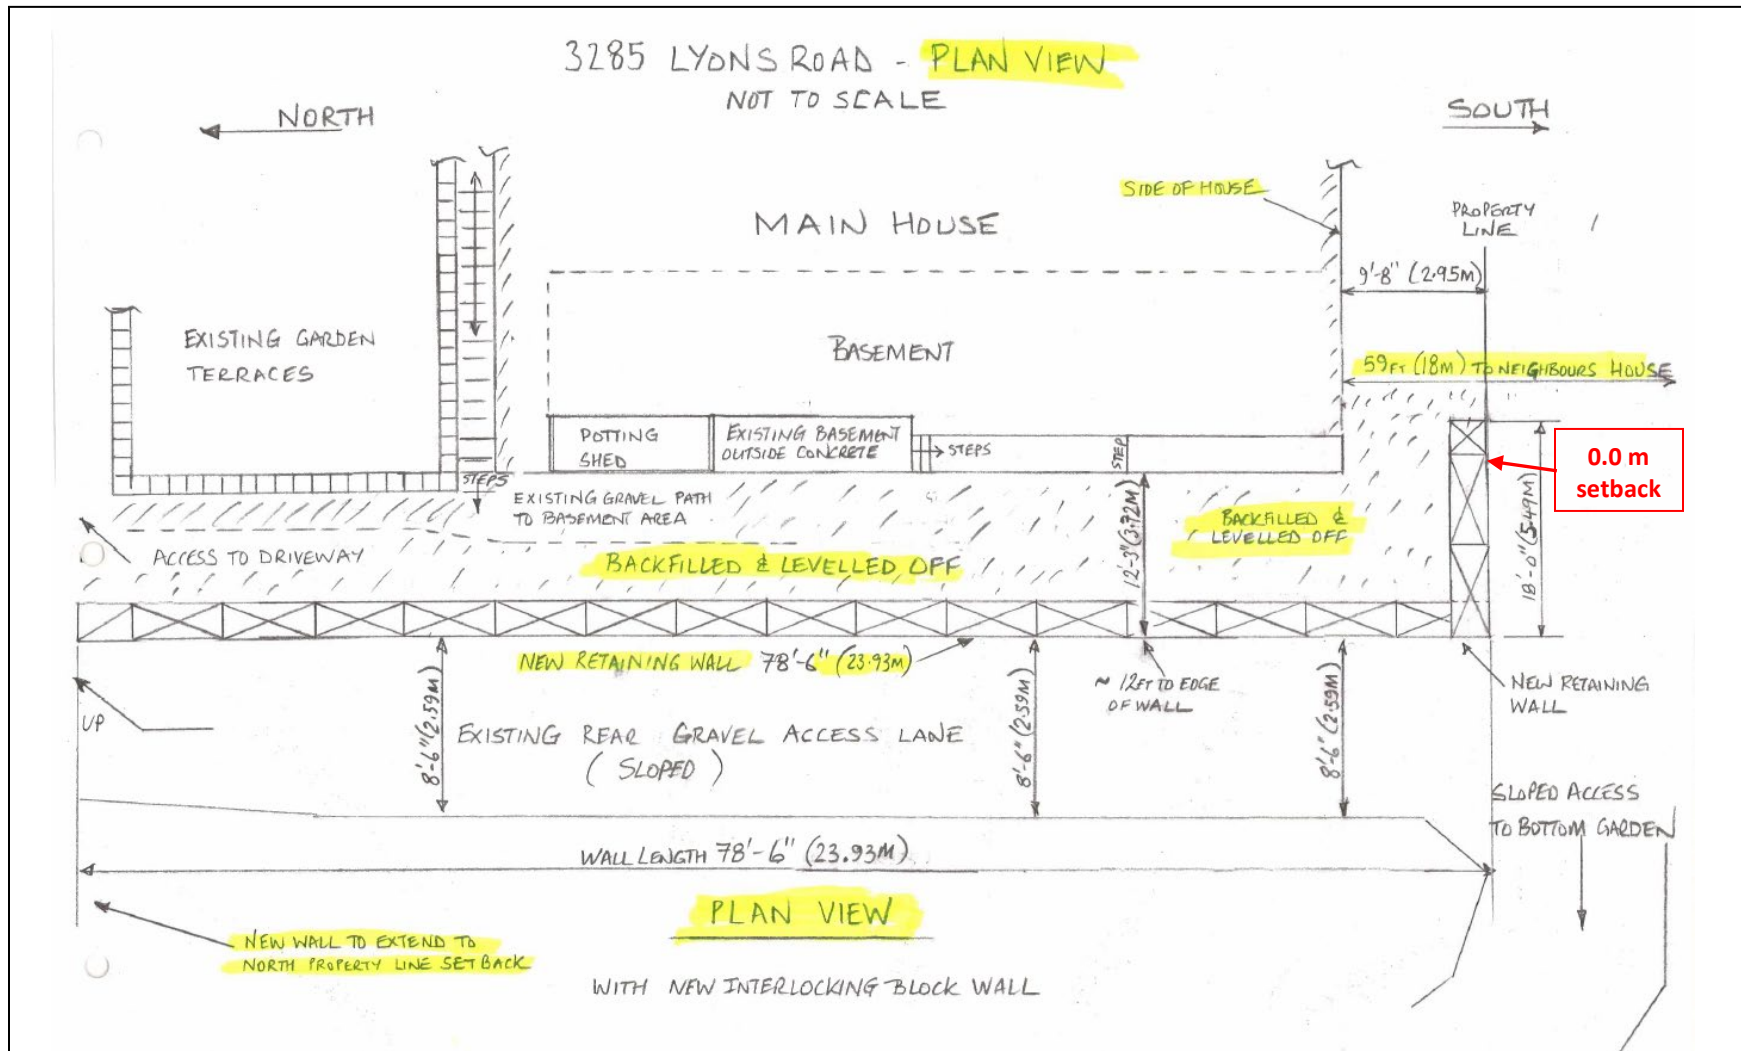 3285 LYONS ROAD - PLAN VIEW
NOT TO SCALE
NORTH
SOUTH
SIDE OF HOUSE
PROPERTY
LINE
MAIN HOUSE
9'-8" (2.95M)
EXISTING GARDEN
TERRACES
BASEMENT
59FT (18M) TO NEIGHBOURS HOUSE
POTTING
SHED
EXISTING BASEMENT
OUTSIDE CONCRETE
STEPS
STEP
0.0 m
setback
STEPS
EXISTING GRAVEL PATH
TO BASEMENT AREA
12'-3" (3.72M)
BACKFILLED &
LEVELLED OFF
18'-0" (5.49M)
ACCESS TO DRIVEWAY
BACKFILLED & LEVELLED OFF
NEW RETAINING WALL 78'-6" (23.93M)
~ 12FT TO EDGE
OF WALL
NEW RETAINING
WALL
UP
8'-6" (2.59M)
EXISTING REAR GRAVEL ACCESS LANE
( SLOPED )
8'-6" (2.59M)
8'-6" (2.59M)
SLOPED ACCESS
TO BOTTOM GARDEN
WALL LENGTH 78'-6" (23.93M)
PLAN VIEW
NEW WALL TO EXTEND TO
NORTH PROPERTY LINE SET BACK
WITH NEW INTERLOCKING BLOCK WALL